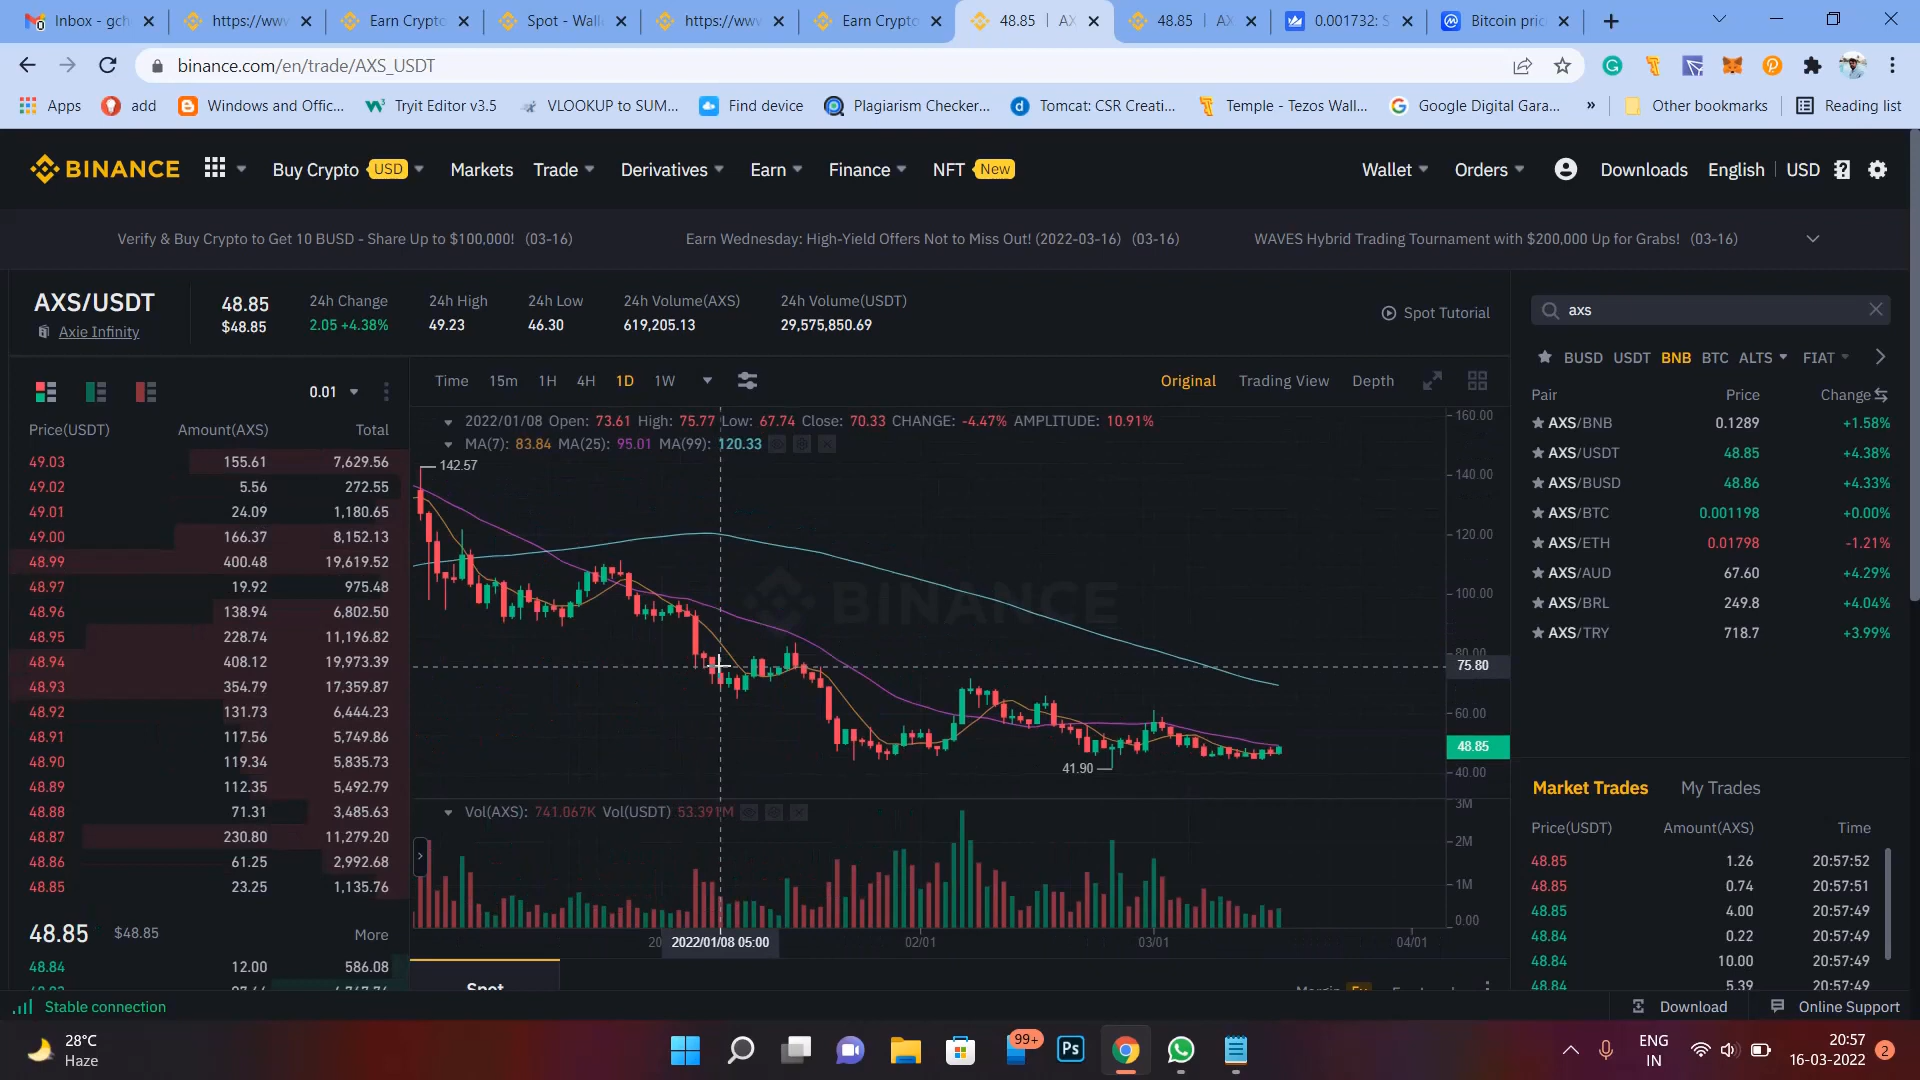 Inbox - gch
https://www
Earn Crypto
Spot - Wall
https://www
Earn Crypto
48.85 | AX
48.85 | AX
0.001732: S
Bitcoin pric
binance.com/en/trade/AXS_USDT
Apps
add
Windows and Offic...
Tryit Editor v3.5
VLOOKUP to SUM...
Find device
Plagiarism Checker...
Tomcat: CSR Creati...
Temple - Tezos Wall...
Google Digital Gara...
»
Other bookmarks
Reading list
BINANCE
Buy Crypto USD
Markets
Trade
Derivatives
Earn
Finance
NFT New
Wallet
Orders
Downloads
English
USD
Verify & Buy Crypto to Get 10 BUSD - Share Up to $100,000! (03-16)
Earn Wednesday: High-Yield Offers Not to Miss Out! (2022-03-16) (03-16)
WAVES Hybrid Trading Tournament with $200,000 Up for Grabs! (03-16)
AXS/USDT
Axie Infinity
48.85
$48.85
24h Change
2.05 +4.38%
24h High
49.23
24h Low
46.30
24h Volume(AXS)
619,205.13
24h Volume(USDT)
29,575,850.69
Spot Tutorial
0.01
Price(USDT) Amount(AXS) Total
49.03 155.61 7,629.56
49.02 5.56 272.55
49.01 24.09 1,180.65
49.00 166.37 8,152.13
48.99 400.48 19,619.52
48.97 19.92 975.48
48.96 138.94 6,802.50
48.95 228.74 11,196.82
48.94 408.12 19,973.39
48.93 354.79 17,359.87
48.92 131.73 6,444.23
48.91 117.56 5,749.86
48.90 119.34 5,835.73
48.89 112.35 5,492.79
48.88 71.31 3,485.63
48.87 230.80 11,279.20
48.86 61.25 2,992.68
48.85 23.25 1,135.76
48.85 $48.85 More
48.84 12.00 586.08
Time 15m 1H 4H 1D 1W
Original Trading View Depth
2022/01/08 Open: 73.61 High: 75.77 Low: 67.74 Close: 70.33 CHANGE: -4.47% AMPLITUDE: 10.91%
MA(7): 83.84 MA(25): 95.01 MA(99): 120.33
142.57
BINANCE
41.90
160.00
140.00
120.00
100.00
80.00
75.80
60.00
48.85
40.00
Vol(AXS): 741.067K Vol(USDT) 53.391M
3M
2M
1M
0.00
20
2022/01/08 05:00
02/01
03/01
04/01
Spot
axs
BUSD USDT BNB BTC ALTS FIAT
Pair Price Change
AXS/BNB 0.1289 +1.58%
AXS/USDT 48.85 +4.38%
AXS/BUSD 48.86 +4.33%
AXS/BTC 0.001198 +0.00%
AXS/ETH 0.01798 -1.21%
AXS/AUD 67.60 +4.29%
AXS/BRL 249.8 +4.04%
AXS/TRY 718.7 +3.99%
Market Trades My Trades
Price(USDT) Amount(AXS) Time
48.85 1.26 20:57:52
48.85 0.74 20:57:51
48.85 4.00 20:57:49
48.84 0.22 20:57:49
48.84 10.00 20:57:49
48.84 5.39 20:57:49
Stable connection
Download
Online Support
28°C
Haze
99+
Ps
ENG
IN
20:57
16-03-2022
2